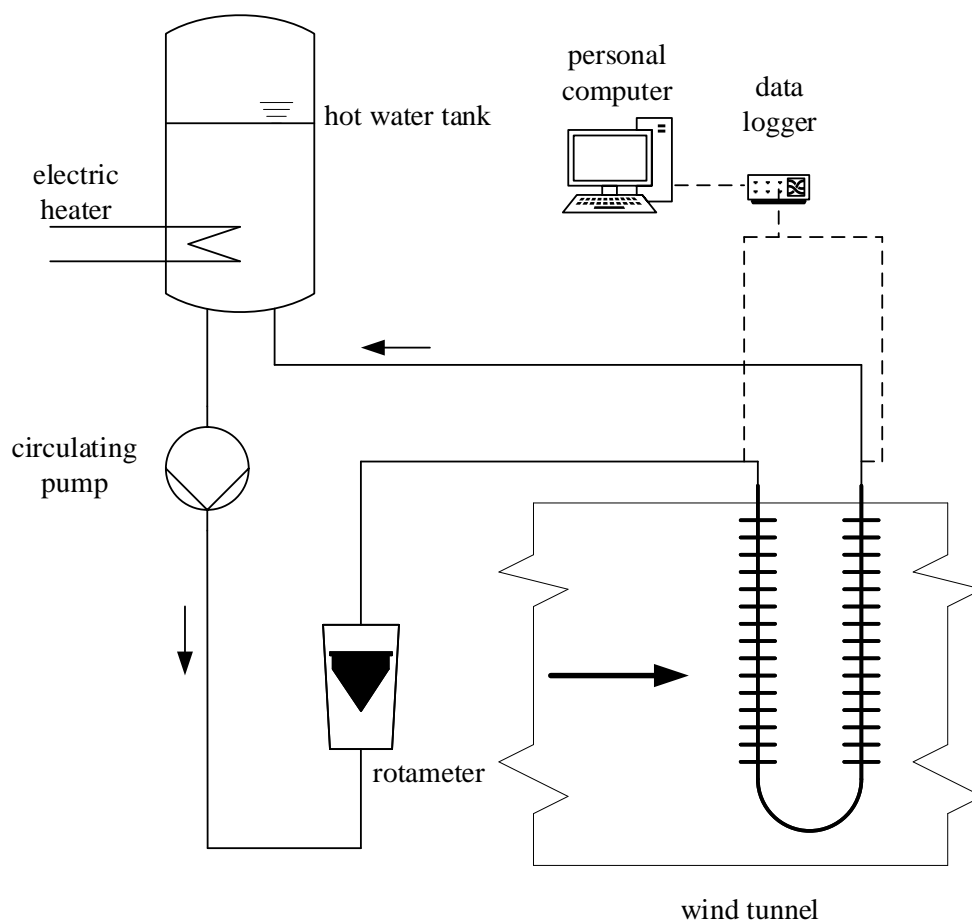 personal
computer
data
logger
hot water tank
electric
heater
circulating
pump
rotameter
wind tunnel